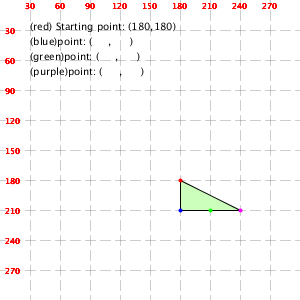 30 60 90 120 150 180 210 240 270
(red) Starting point: (180,180)
(blue)point: (    ,     )
(green)point: (    ,     )
(purple)point: (    ,     )
30
60
90
120
150
180
210
240
270